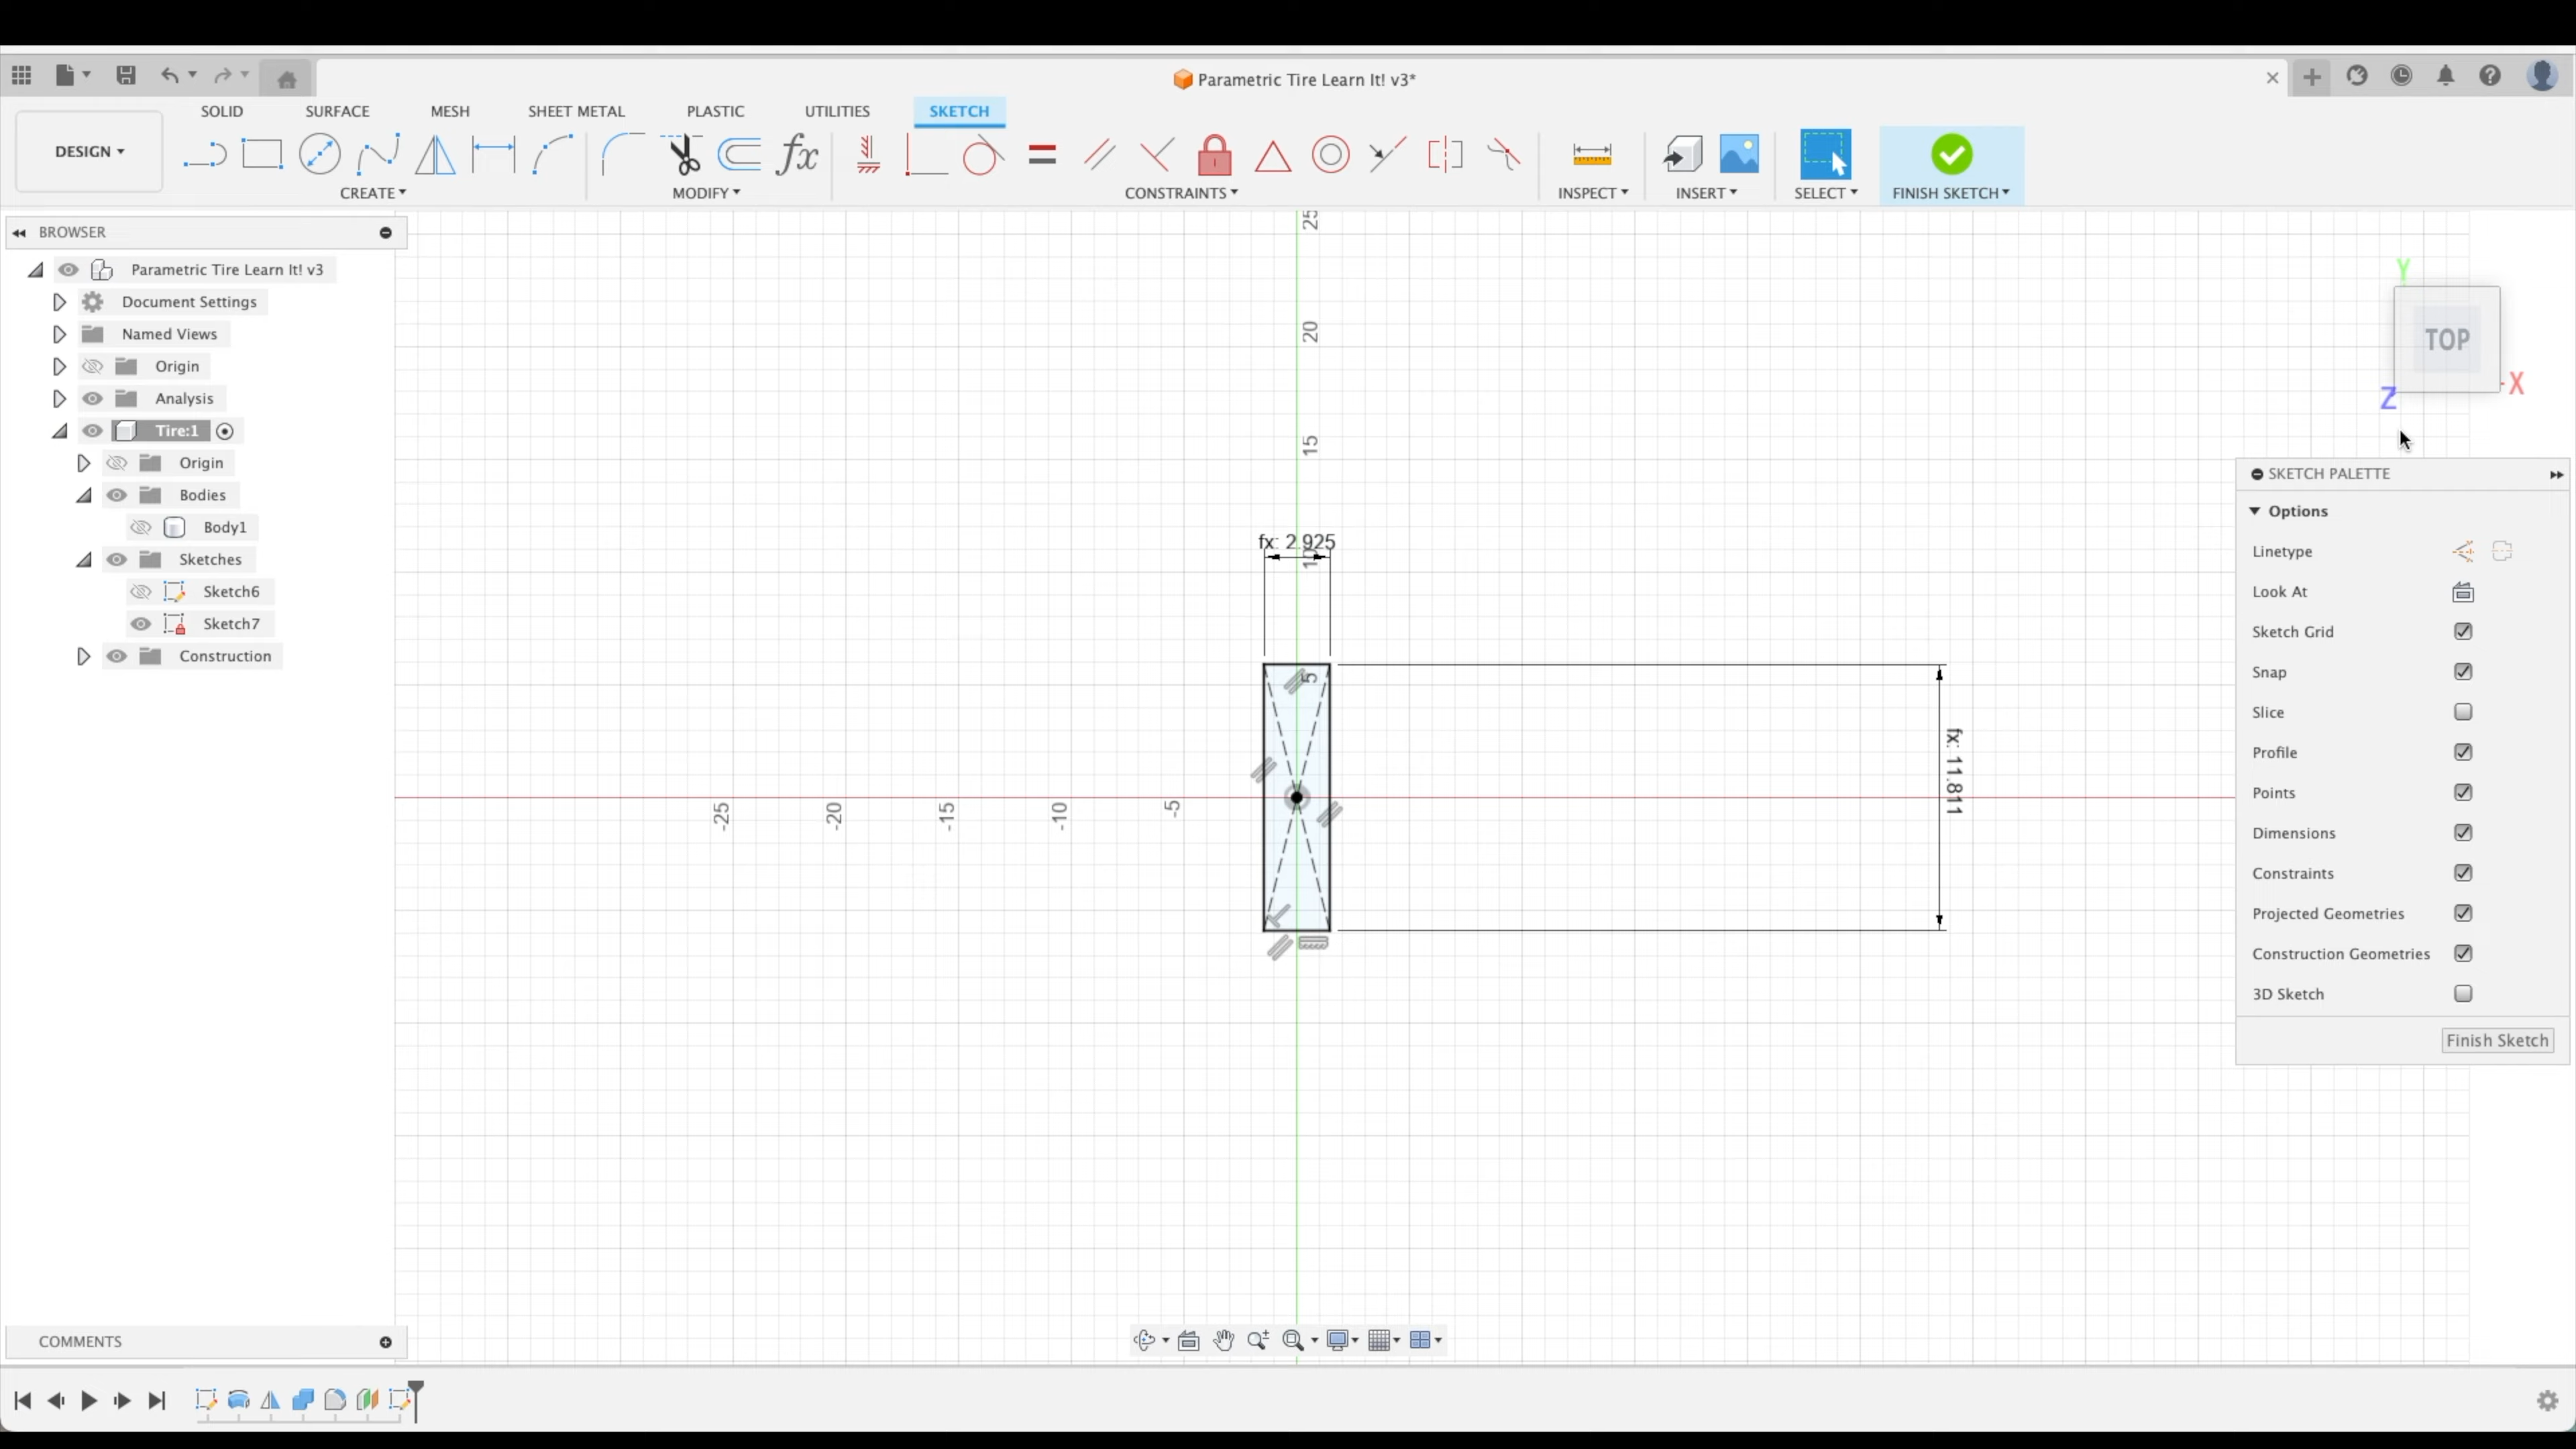 Parametric Tire Learn It! v3*
SOLID
SURFACE
MESH
SHEET METAL
PLASTIC
UTILITIES
SKETCH
DESIGN
fx
CREATE
MODIFY
CONSTRAINTS
INSPECT
INSERT
SELECT
FINISH SKETCH
BROWSER
Parametric Tire Learn It! v3
Document Settings
Named Views
Origin
Analysis
Tire:1
Origin
Bodies
Body1
Sketches
Sketch6
Sketch7
Construction
25
20
15
fx: 2.925
10
5
-25
-20
-15
-10
-5
fx: 11.811
Y
TOP
X
Z
SKETCH PALETTE
Options
Linetype
Look At
Sketch Grid
Snap
Slice
Profile
Points
Dimensions
Constraints
Projected Geometries
Construction Geometries
3D Sketch
Finish Sketch
COMMENTS